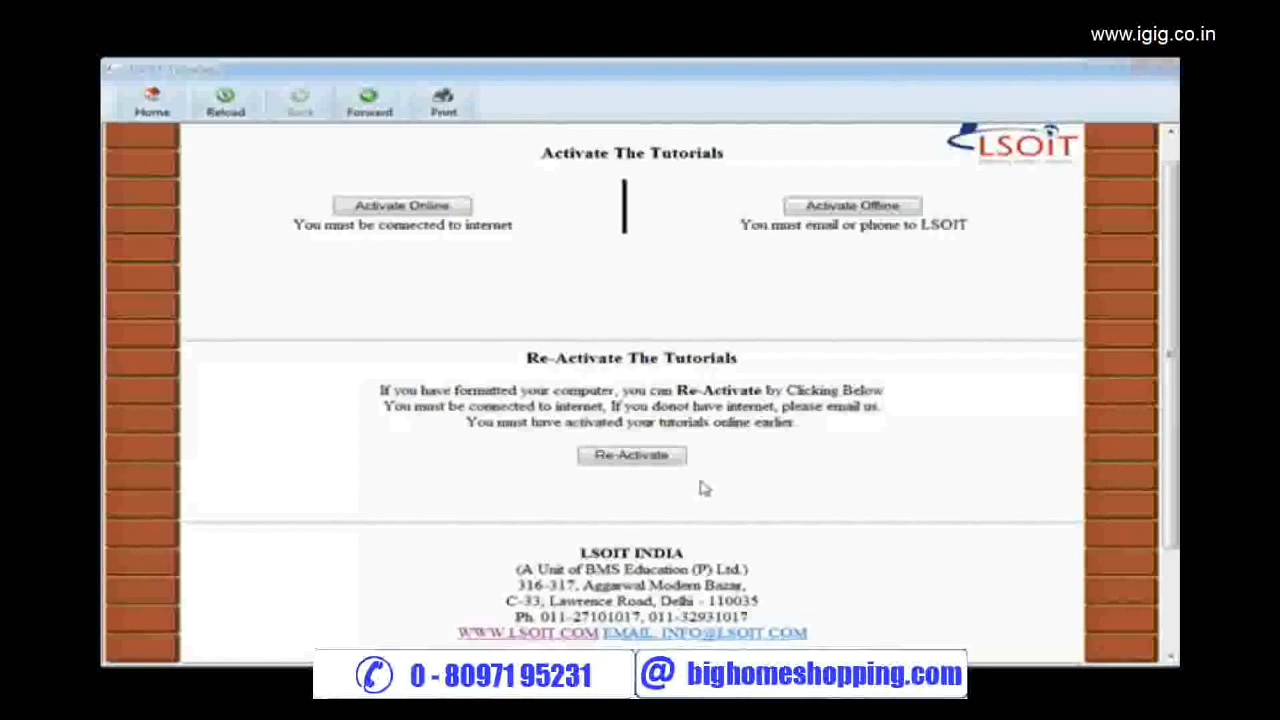 www.igig.co.in
Home Reload Back Forward Print
LSOiT
Activate The Tutorials
Activate Online Activate Offline
You must be connected to internet You must email or phone to LSOIT
Re-Activate The Tutorials
If you have formatted your computer, you can Re-Activate by Clicking Below
You must be connected to internet, If you donot have internet, please email us.
You must have activated your tutorials online earlier.
Re-Activate
LSOIT INDIA
(A Unit of BMS Education (P) Ltd.)
316-317, Aggarwal Modern Bazar,
C-33, Lawrence Road, Delhi - 110035
Ph. 011-27101017, 011-32931017
WWW.LSOIT.COM EMAIL: INFO@LSOIT.COM
0 - 8097195231 @ bighomeshopping.com